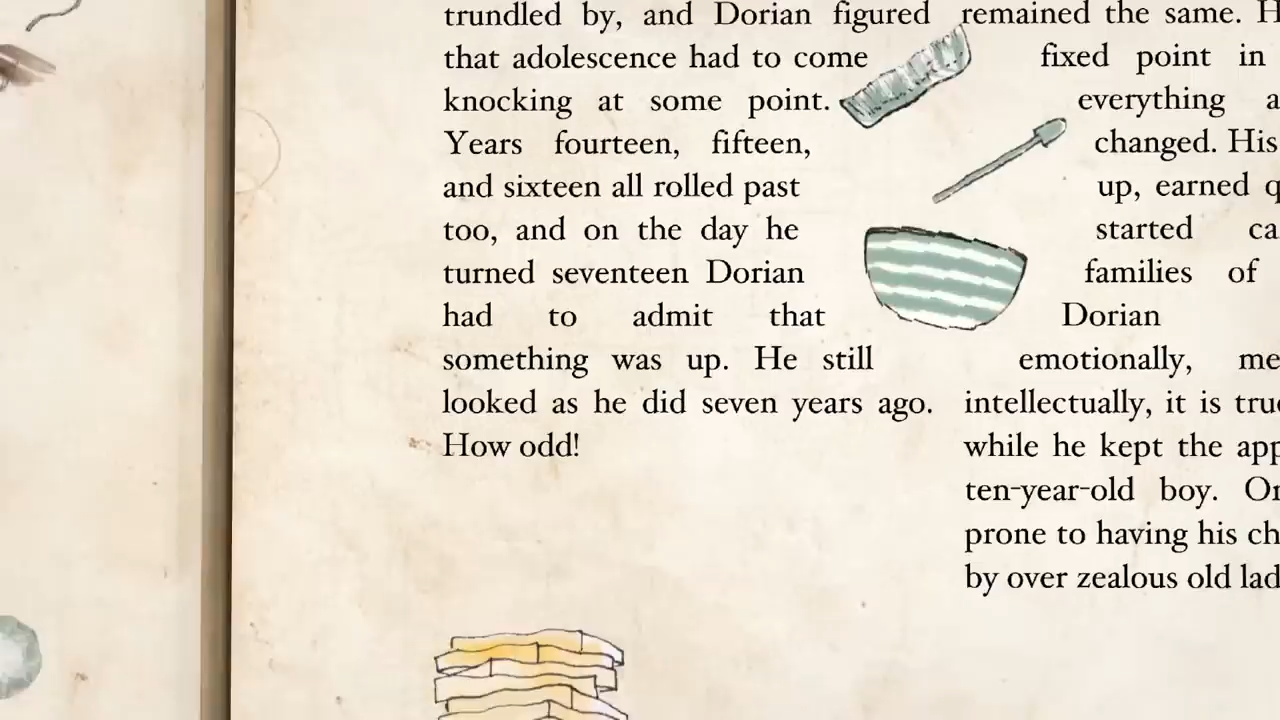 trundled by, and Dorian figured
that adolescence had to come
knocking at some point.
Years fourteen, fifteen,
and sixteen all rolled past
too, and on the day he
turned seventeen Dorian
had to admit that
something was up. He still
looked as he did seven years ago.
How odd!
remained the same.
fixed point in
everything
changed. His
up, earned
started
families of
Dorian
emotionally,
intellectually, it is
while he kept the
ten-year-old boy.
prone to having his
by over zealous old